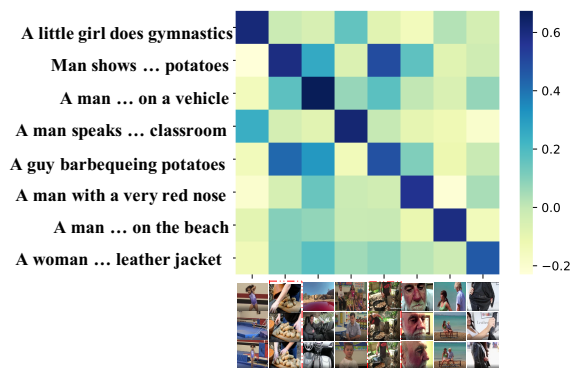 A little girl does gymnastics
Man shows … potatoes
A man … on a vehicle
A man speaks … classroom
A guy barbequeing potatoes
A man with a very red nose
A man … on the beach
A woman … leather jacket
0.6
0.4
0.2
0.0
−0.2